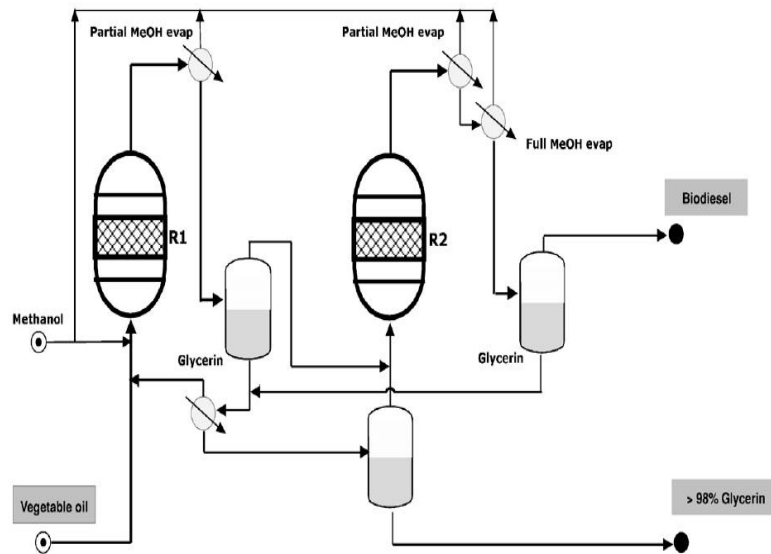 Partial MeOH evap
Partial MeOH evap
Full MeOH evap
Biodiesel
R1
R2
Methanol
Glycerin
Glycerin
Vegetable oil
> 98% Glycerin